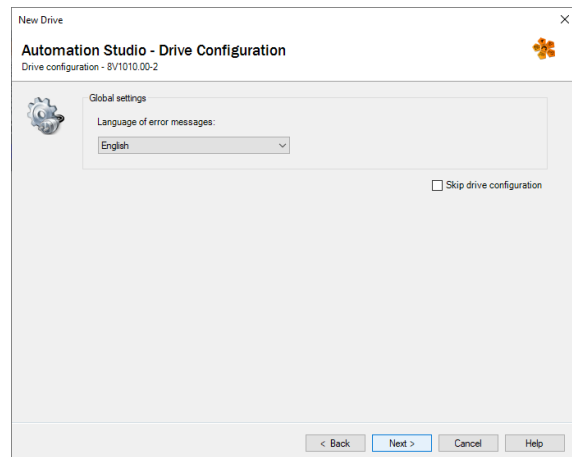 New Drive
Automation Studio - Drive Configuration
Drive configuration - 8V1010.00-2
Global settings
Language of error messages:
English
Skip drive configuration
< Back Next > Cancel Help